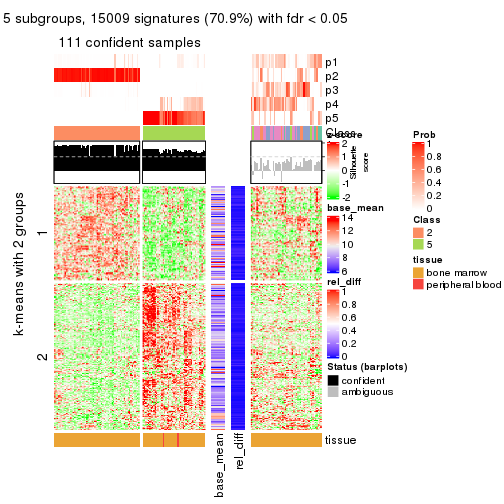 5 subgroups, 15009 signatures (70.9%) with fdr < 0.05
111 confident samples
p1
p2
p3
p4
p5
Class
k-means with 2 groups
1
2
Silhouette
score
z-score
2
1
0
-1
-2
base_mean
14
12
10
8
6
rel_diff
1
0.8
0.6
0.4
0.2
0
Status (barplots)
confident
ambiguous
Prob
1
0.8
0.6
0.4
0.2
0
Class
2
5
tissue
bone marrow
peripheral blood
tissue
base_mean
rel_diff